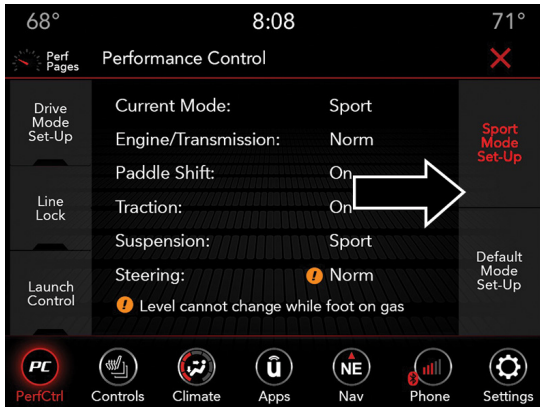 68°
8:08
71°
Perf
Pages
Performance Control
Drive
Mode
Set-Up
Line
Lock
Launch
Control
Current Mode: Sport
Engine/Transmission: Norm
Paddle Shift: On
Traction: On
Suspension: Sport
Steering: ! Norm
! Level cannot change while foot on gas
Sport
Mode
Set-Up
Default
Mode
Set-Up
PC
PerfCtrl
Controls
Climate
û
Apps
NE
Nav
Phone
Settings